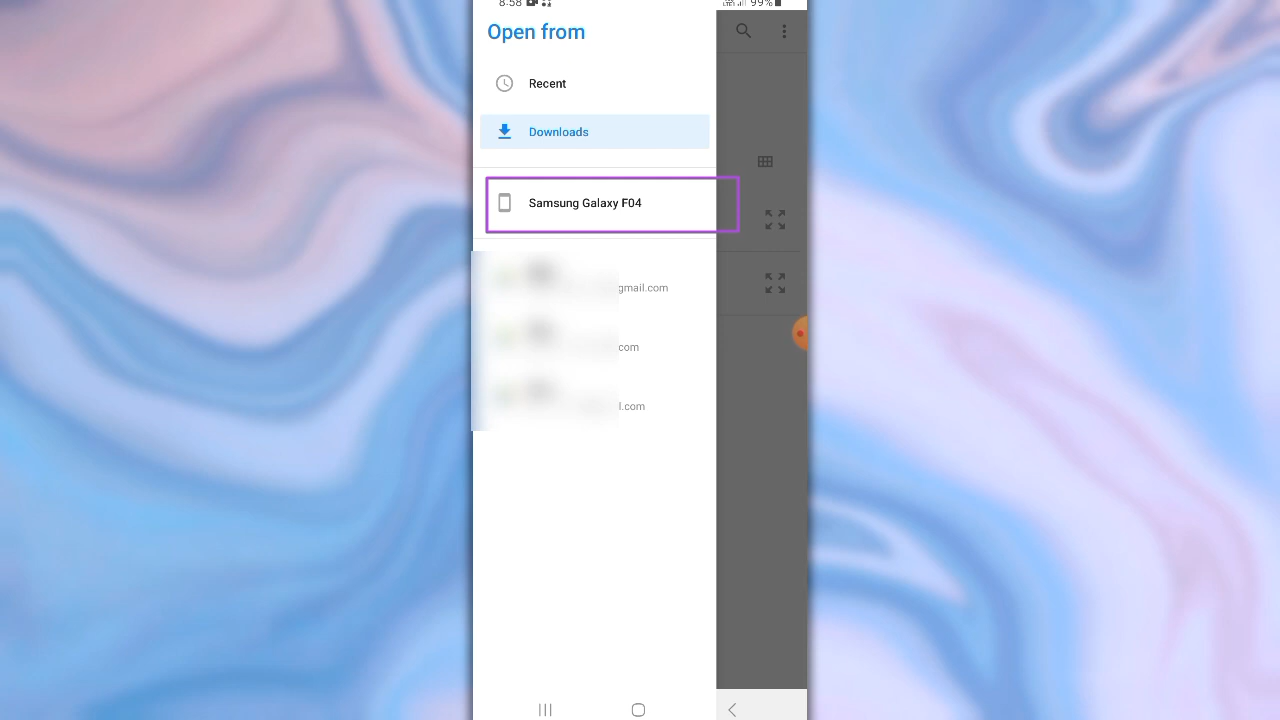 8:58 99%
Open from
Recent
Downloads
Samsung Galaxy F04
gmail.com
com
l.com